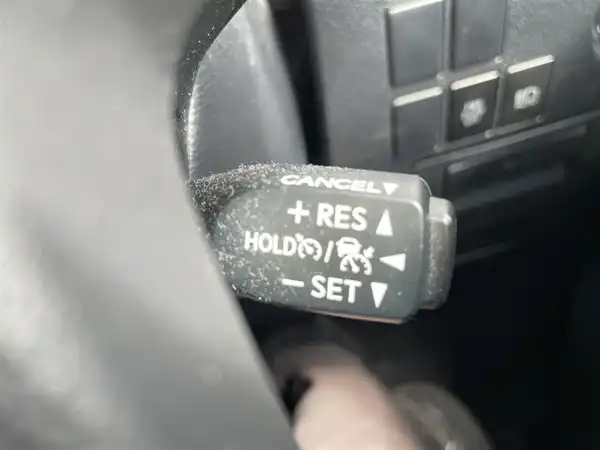 CANCEL▼
+ RES ▲
HOLD / ◀
− SET ▼